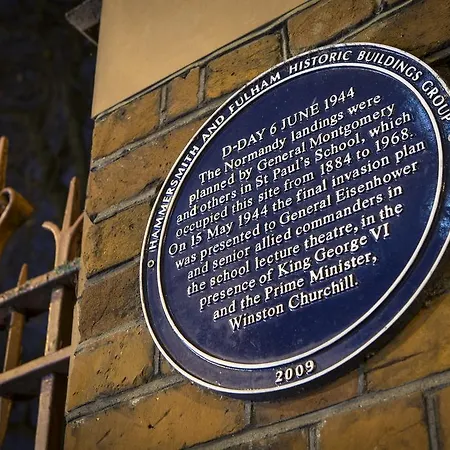 HAMMERSMITH AND FULHAM HISTORIC BUILDINGS GROUP
D-DAY 6 JUNE 1944
The Normandy landings were
planned by General Montgomery
and others in St Paul's School, which
occupied this site from 1884 to 1968.
On 15 May 1944 the final invasion plan
was presented to General Eisenhower
and senior allied commanders in
the school lecture theatre, in the
presence of King George VI
and the Prime Minister,
Winston Churchill.
2009